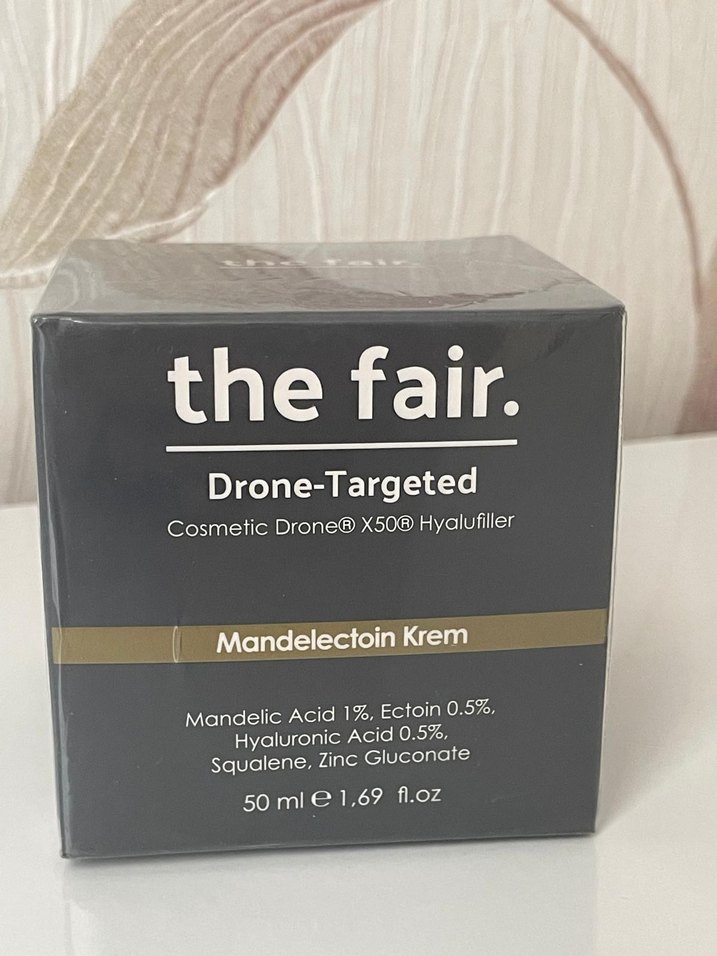 the fair.
the fair.
Drone-Targeted
Cosmetic Drone® X50® Hyalufiller
Mandelectoin Krem
Mandelic Acid 1%, Ectoin 0.5%,
Hyaluronic Acid 0.5%,
Squalene, Zinc Gluconate
50 ml ℮ 1,69 fl.oz